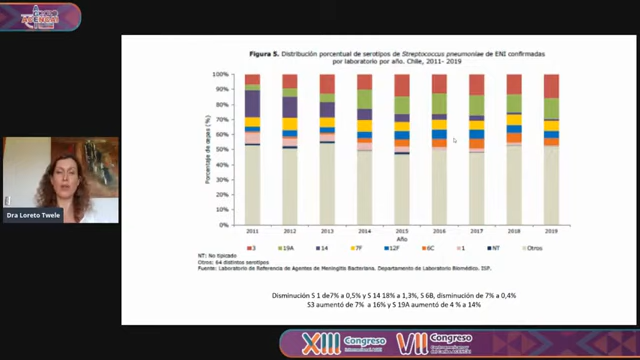 Figura 5. Distribución porcentual de serotipos de Streptococcus pneumoniae de ENI confirmadas
por laboratorio por año. Chile, 2011- 2019
Porcentaje de cepas (%)
100%
90%
80%
70%
60%
50%
40%
30%
20%
10%
0%
2011 2012 2013 2014 2015 2016 2017 2018 2019
Año
3 19A 14 7F 12F 6C 1 NT Otros
NT: No tipicado
Otros: 64 distintos serotipos
Fuente: Laboratorio de Referencia de Agentes de Meningitis Bacteriana. Departamento de Laboratorio Biomédico. ISP.
Dra Loreto Twele
Disminución S 1 de7% a 0,5% y S 14 18% a 1,3%, S 6B, disminución de 7% a 0,4%
S3 aumentó de 7% a 16% y S 19A aumentó de 4 % a 14%
XIII Congreso
VII Congreso